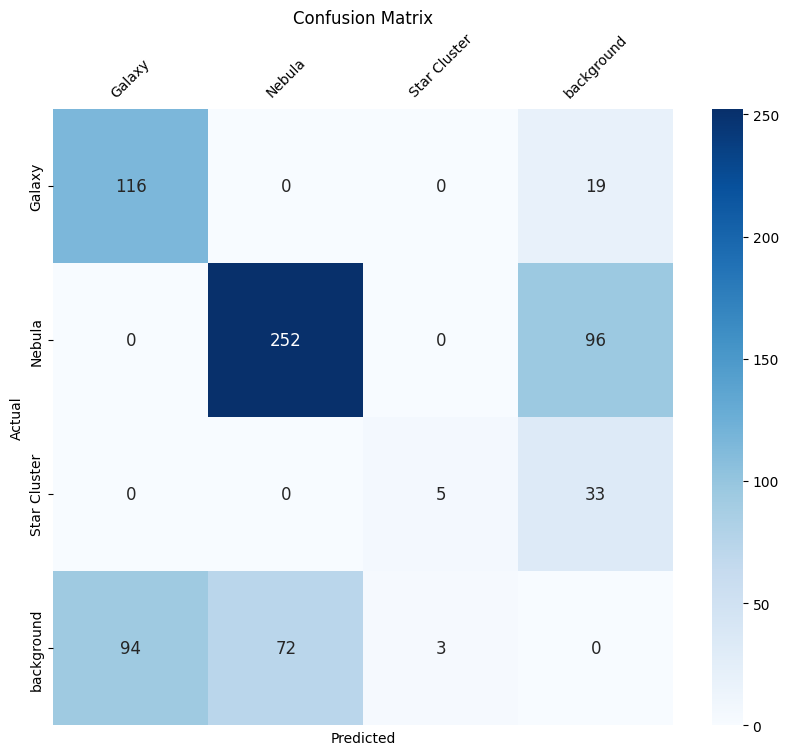 Confusion Matrix
Galaxy
Nebula
Star Cluster
background
Galaxy
116
0
0
19
Nebula
0
252
0
96
Star Cluster
0
0
5
33
background
94
72
3
0
Actual
Predicted
250
200
150
100
50
0